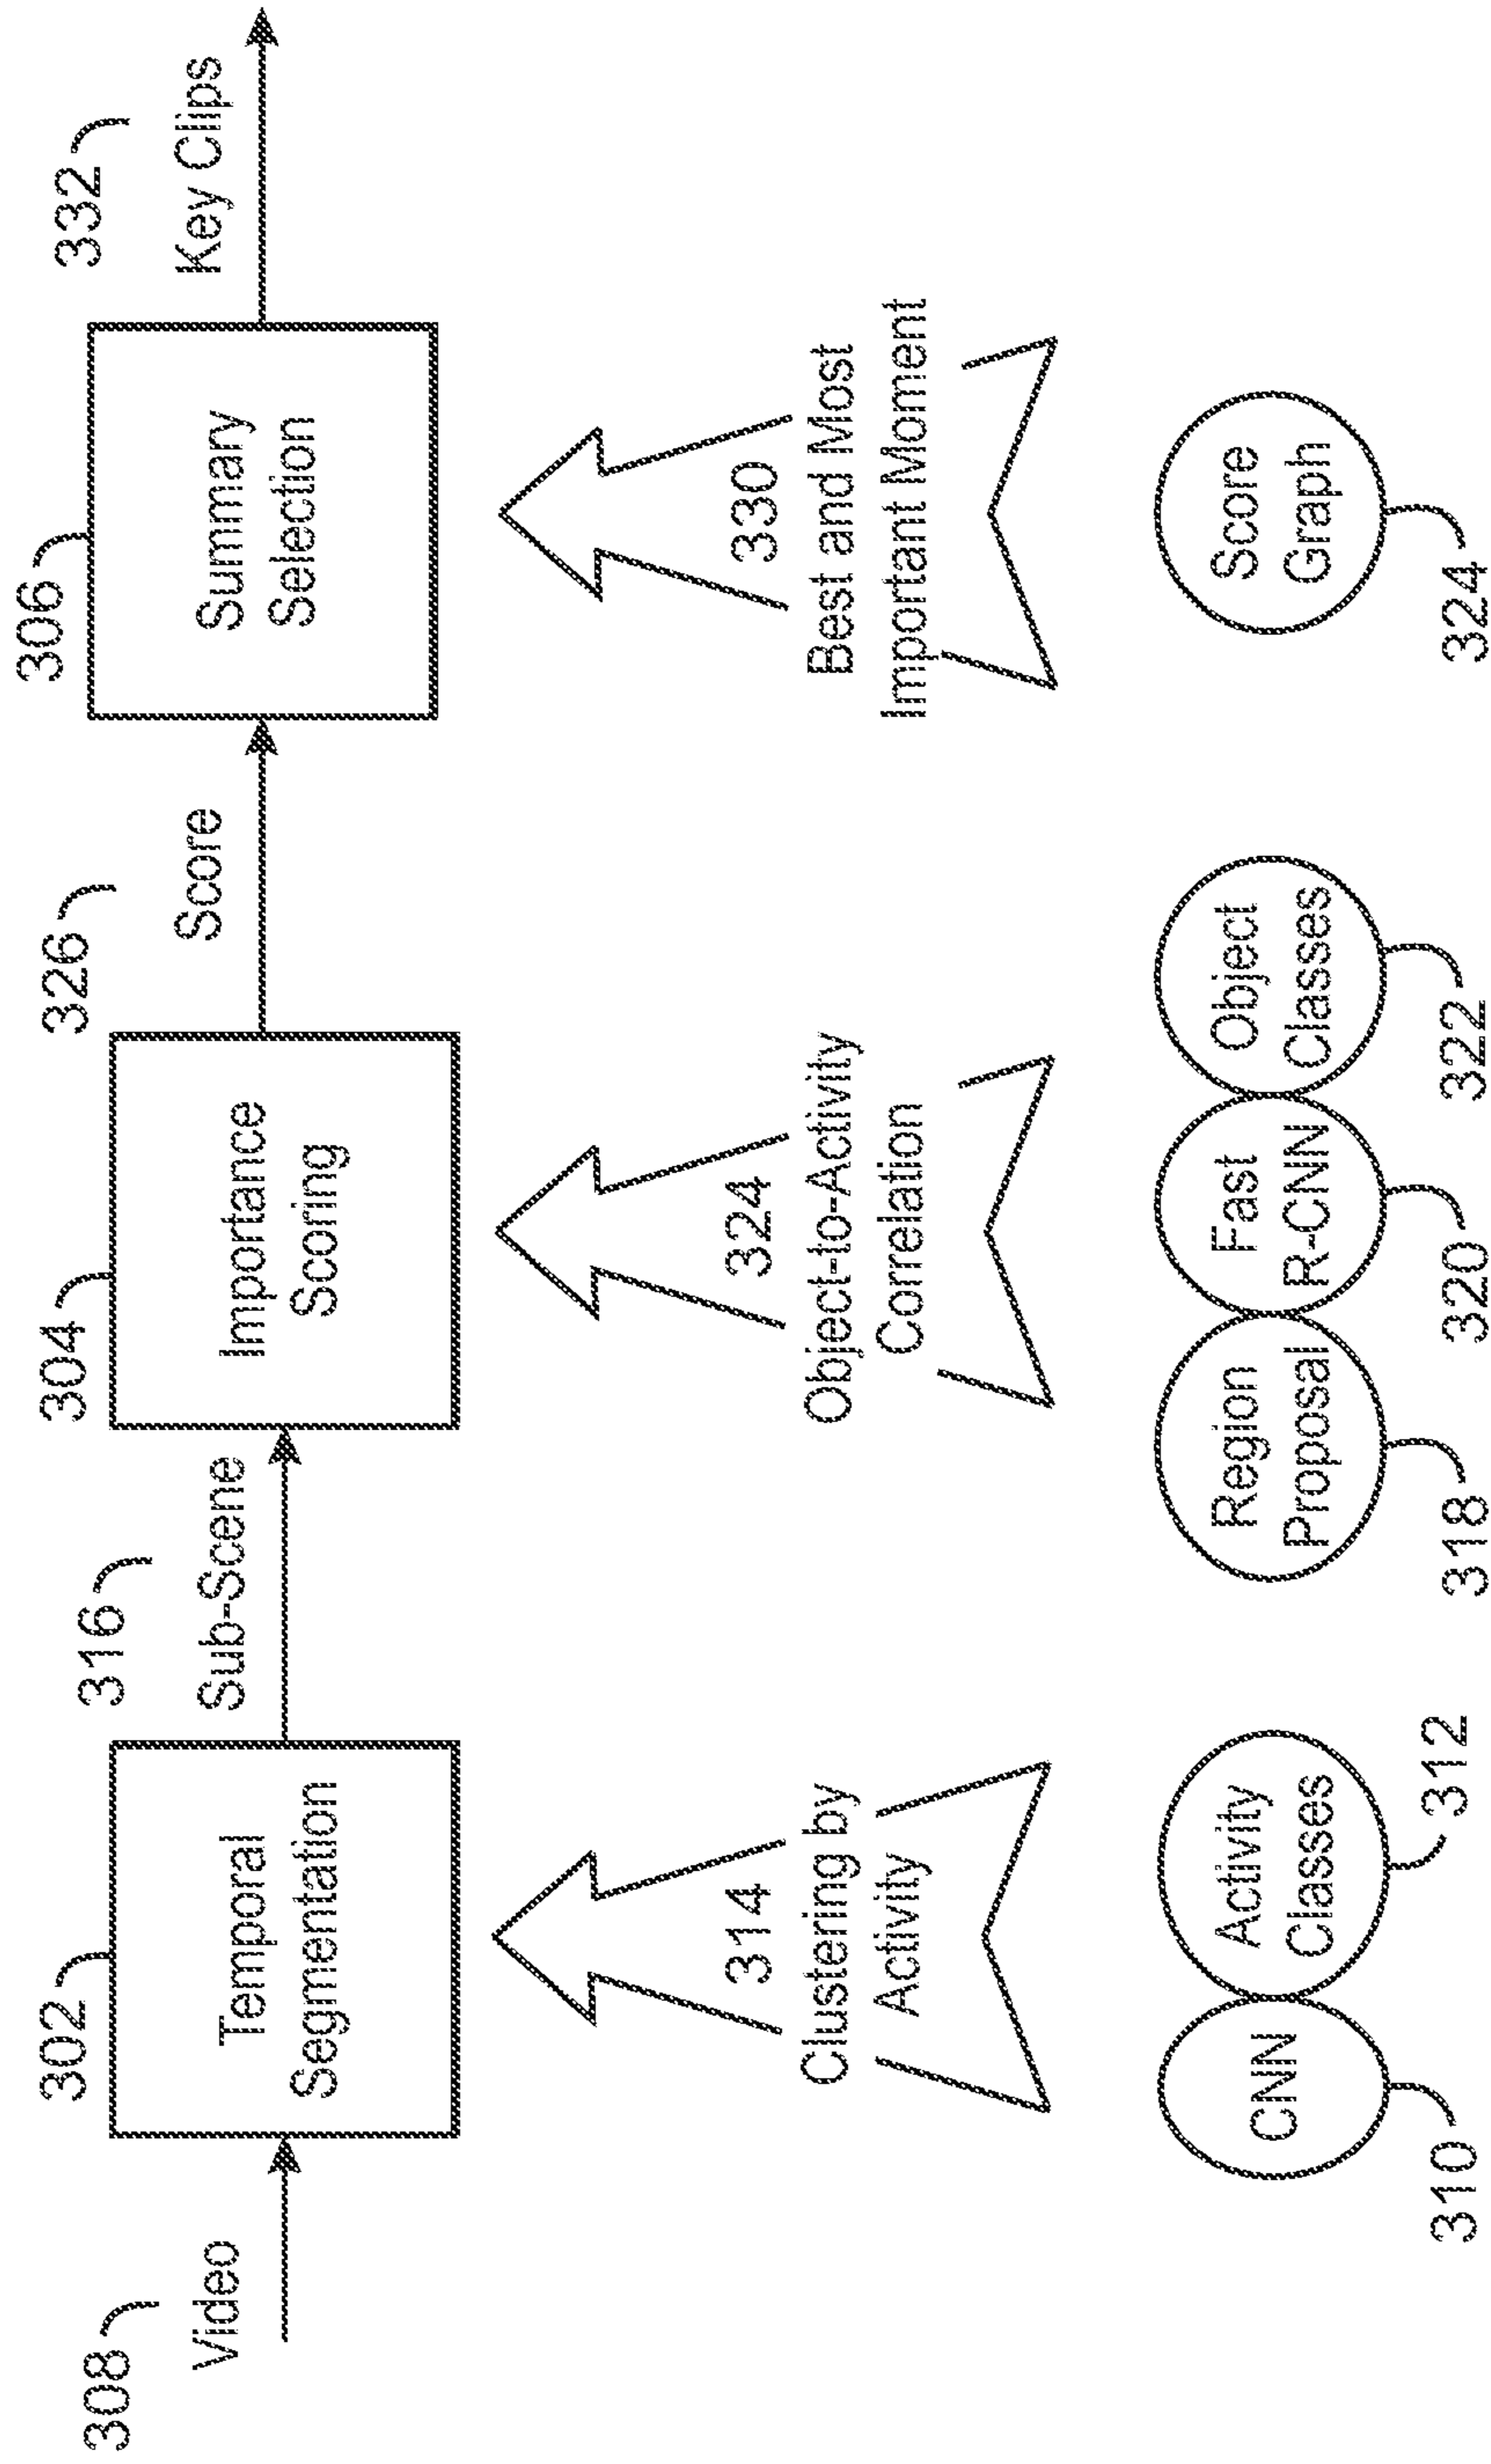 308
Video
302
Temporal
Segmentation
316
Sub-Scene
304
Importance
Scoring
326
Score
306
Summary
Selection
332
Key Clips
314
Clustering by
Activity
324
Object-to-Activity
Correlation
330
Best and Most
Important Moment
CNN
310
Activity
Classes
312
Region
Proposal
318
Fast
R-CNN
320
Object
Classes
322
Score
Graph
324